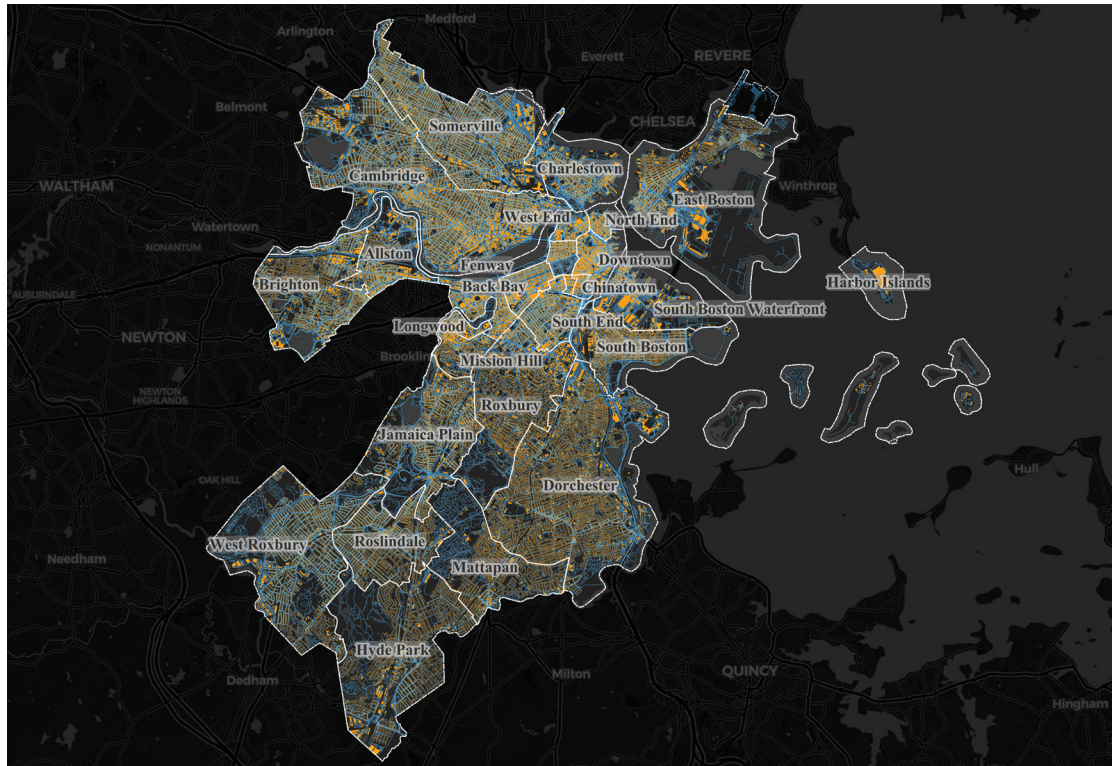 Medford
Arlington
Everett
REVERE
Belmont
CHELSEA
Somerville
Charlestown
Cambridge
WALTHAM
Winthrop
East Boston
West End
North End
Watertown
NONANTUM
Allston
Fenway
Downtown
Brighton
Back Bay
Chinatown
Harbor Islands
AUBURNDALE
South Boston Waterfront
Longwood
South End
NEWTON
South Boston
Brooklin
Mission Hill
NEWTON
HIGHLANDS
Roxbury
Jamaica Plain
Hull
OAK HILL
Dorchester
West Roxbury
Roslindale
Needham
Mattapan
Hyde Park
Dedham
Milton
QUINCY
Hingham